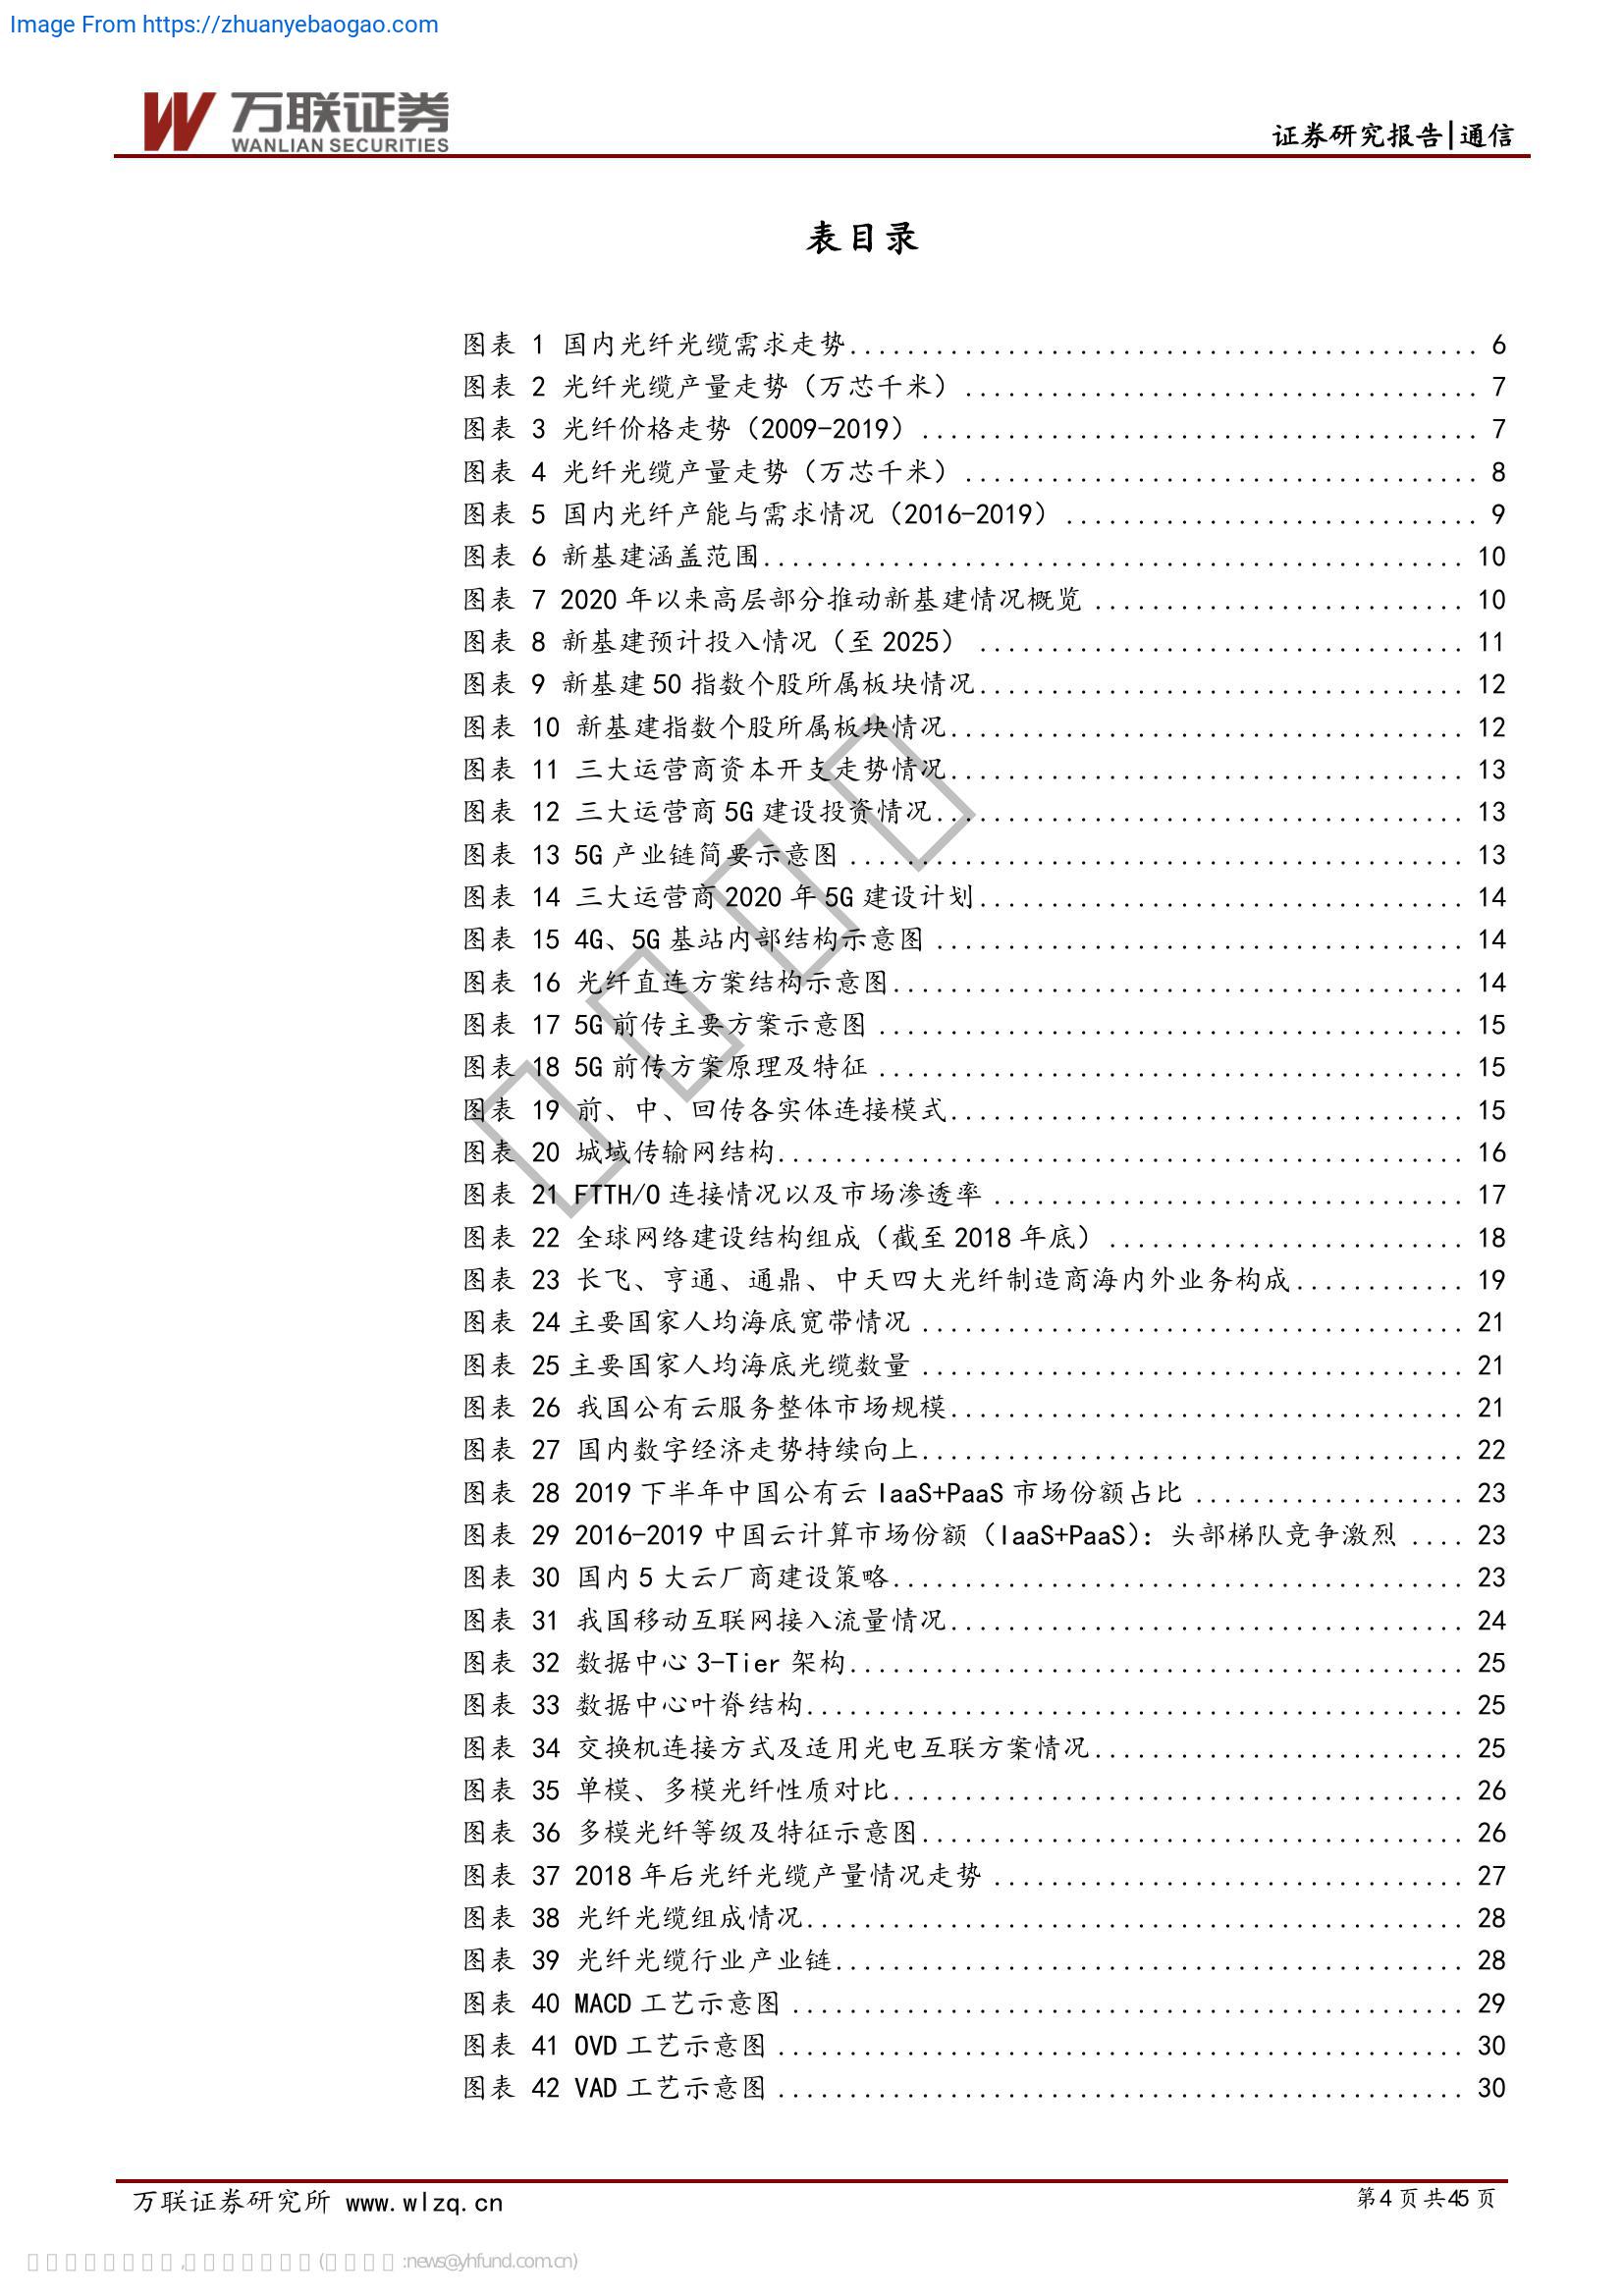 Image From https://zhuanyebaogao.com
万联证券
WANLIAN SECURITIES
证券研究报告|通信
表目录
图表 1 国内光纤光缆需求走势............................................ 6
图表 2 光纤光缆产量走势（万芯千米） .................................... 7
图表 3 光纤价格走势（2009-2019） ....................................... 7
图表 4 光纤光缆产量走势（万芯千米） .................................... 8
图表 5 国内光纤产能与需求情况（2016-2019） ............................. 9
图表 6 新基建涵盖范围................................................. 10
图表 7 2020 年以来高层部分推动新基建情况概览 .......................... 10
图表 8 新基建预计投入情况（至 2025） .................................. 11
图表 9 新基建 50 指数个股所属板块情况.................................. 12
图表 10 新基建指数个股所属板块情况.................................... 12
图表 11 三大运营商资本开支走势情况.................................... 13
图表 12 三大运营商 5G 建设投资情况..................................... 13
图表 13 5G 产业链简要示意图 ........................................... 13
图表 14 三大运营商 2020 年 5G 建设计划.................................. 14
图表 15 4G、5G 基站内部结构示意图 ..................................... 14
图表 16 光纤直连方案结构示意图........................................ 14
图表 17 5G 前传主要方案示意图 ......................................... 15
图表 18 5G 前传方案原理及特征 ......................................... 15
图表 19 前、中、回传各实体连接模式.................................... 15
图表 20 城域传输网结构................................................ 16
图表 21 FTTH/O 连接情况以及市场渗透率 ................................. 17
图表 22 全球网络建设结构组成（截至 2018 年底） ......................... 18
图表 23 长飞、亨通、通鼎、中天四大光纤制造商海内外业务构成............ 19
图表 24 主要国家人均海底宽带情况 ...................................... 21
图表 25 主要国家人均海底光缆数量 ...................................... 21
图表 26 我国公有云服务整体市场规模.................................... 21
图表 27 国内数字经济走势持续向上...................................... 22
图表 28 2019 下半年中国公有云 IaaS+PaaS 市场份额占比 ................... 23
图表 29 2016-2019 中国云计算市场份额（IaaS+PaaS）：头部梯队竞争激烈 .... 23
图表 30 国内 5 大云厂商建设策略........................................ 23
图表 31 我国移动互联网接入流量情况.................................... 24
图表 32 数据中心 3-Tier 架构........................................... 25
图表 33 数据中心叶脊结构.............................................. 25
图表 34 交换机连接方式及适用光电互联方案情况.......................... 25
图表 35 单模、多模光纤性质对比........................................ 26
图表 36 多模光纤等级及特征示意图...................................... 26
图表 37 2018 年后光纤光缆产量情况走势 ................................. 27
图表 38 光纤光缆组成情况.............................................. 28
图表 39 光纤光缆行业产业链............................................ 28
图表 40 MACD 工艺示意图 ............................................... 29
图表 41 OVD 工艺示意图 ................................................ 30
图表 42 VAD 工艺示意图 ................................................ 30
万联证券研究所 www.wlzq.cn
第 4 页 共 45 页
:news@yhfund.com.cn)